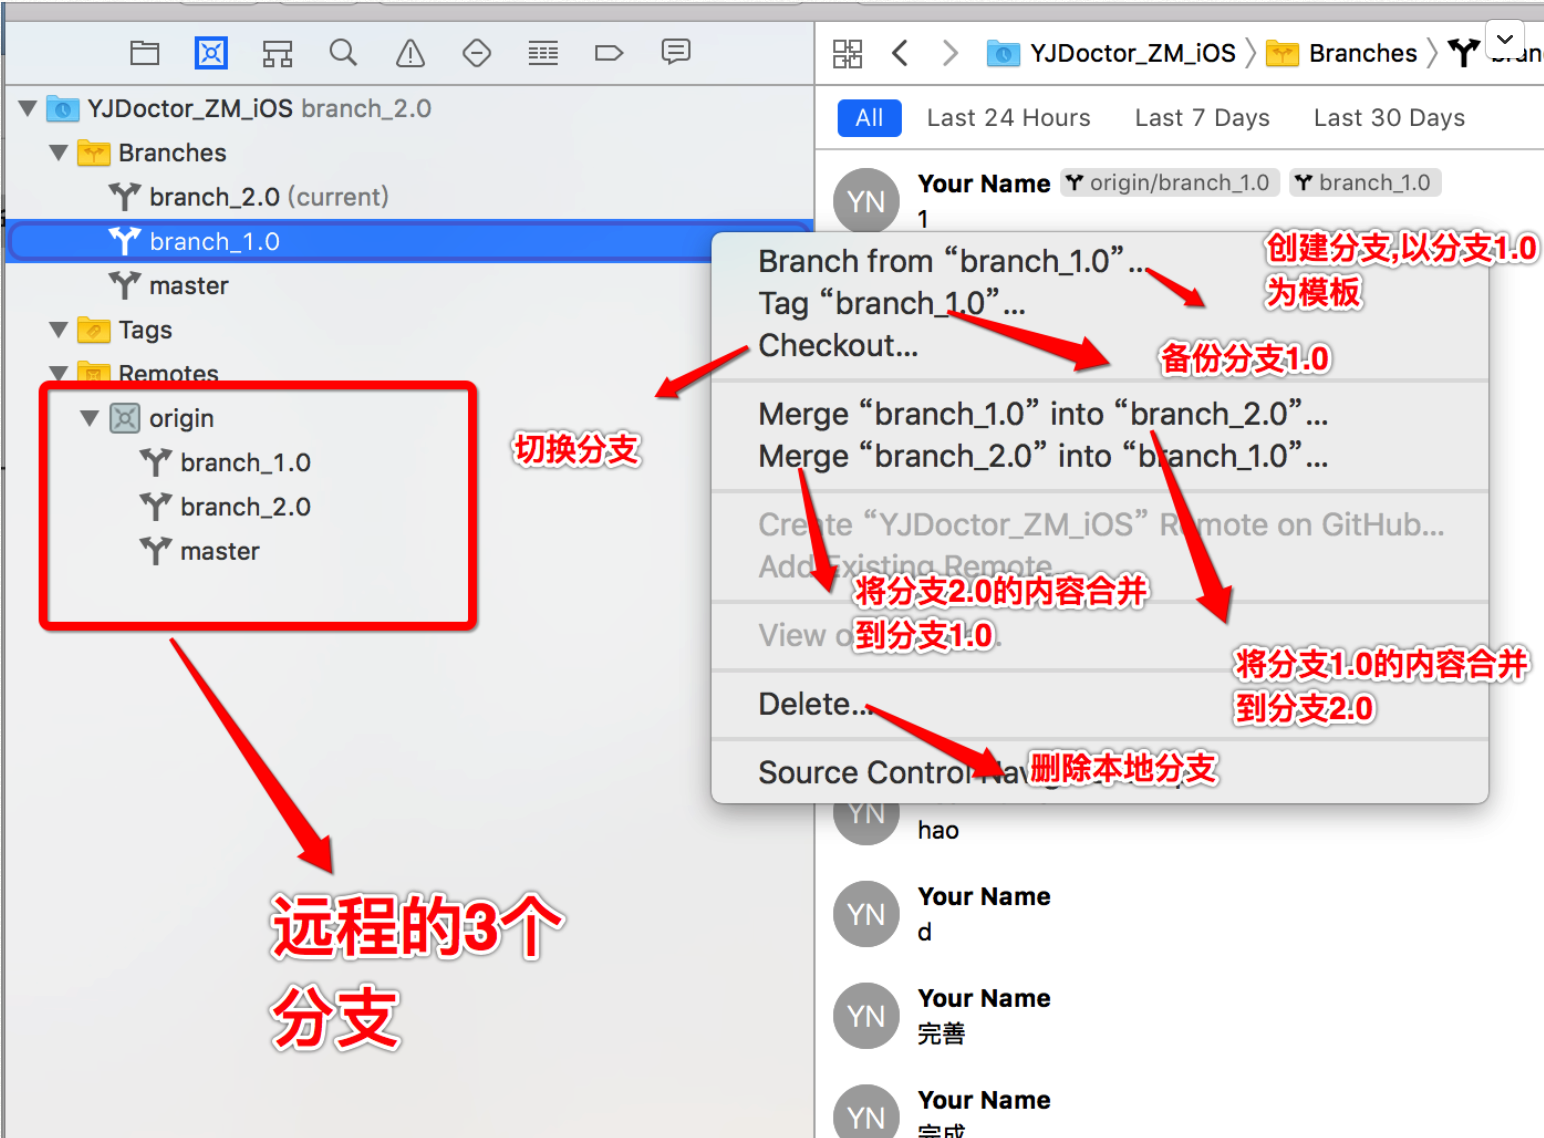 YJDoctor_ZM_iOS branch_2.0
Branches
branch_2.0 (current)
branch_1.0
master
Tags
Remotes
origin
branch_1.0
branch_2.0
master
远程的3个
分支
切换分支
YJDoctor_ZM_iOS
Branches
All
Last 24 Hours
Last 7 Days
Last 30 Days
YN
Your Name
origin/branch_1.0
branch_1.0
1
Branch from “branch_1.0”...
创建分支,以分支1.0
为模板
Tag “branch_1.0”...
Checkout...
备份分支1.0
Merge “branch_1.0” into “branch_2.0”...
Merge “branch_2.0” into “branch_1.0”...
Create “YJDoctor_ZM_iOS” Remote on GitHub...
Add Existing Remote
将分支2.0的内容合并
到分支1.0
View
将分支1.0的内容合并
到分支2.0
Delete...
Source Control
删除本地分支
YN
hao
YN
Your Name
d
YN
Your Name
完善
YN
Your Name
完成